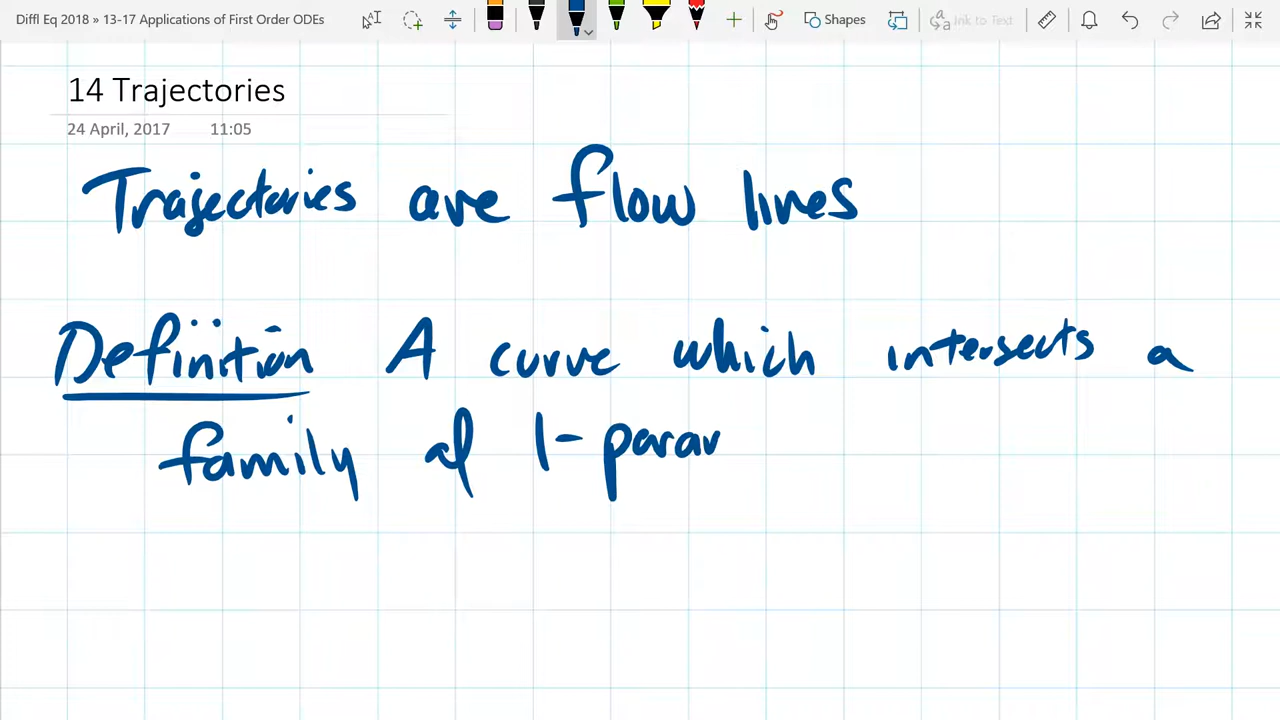 Diffl Eq 2018 » 13-17 Applications of First Order ODEs
Shapes
Ink to Text
14 Trajectories
24 April, 2017 11:05
Trajectories are flow lines
Definition A curve which intersects a
family of 1-param